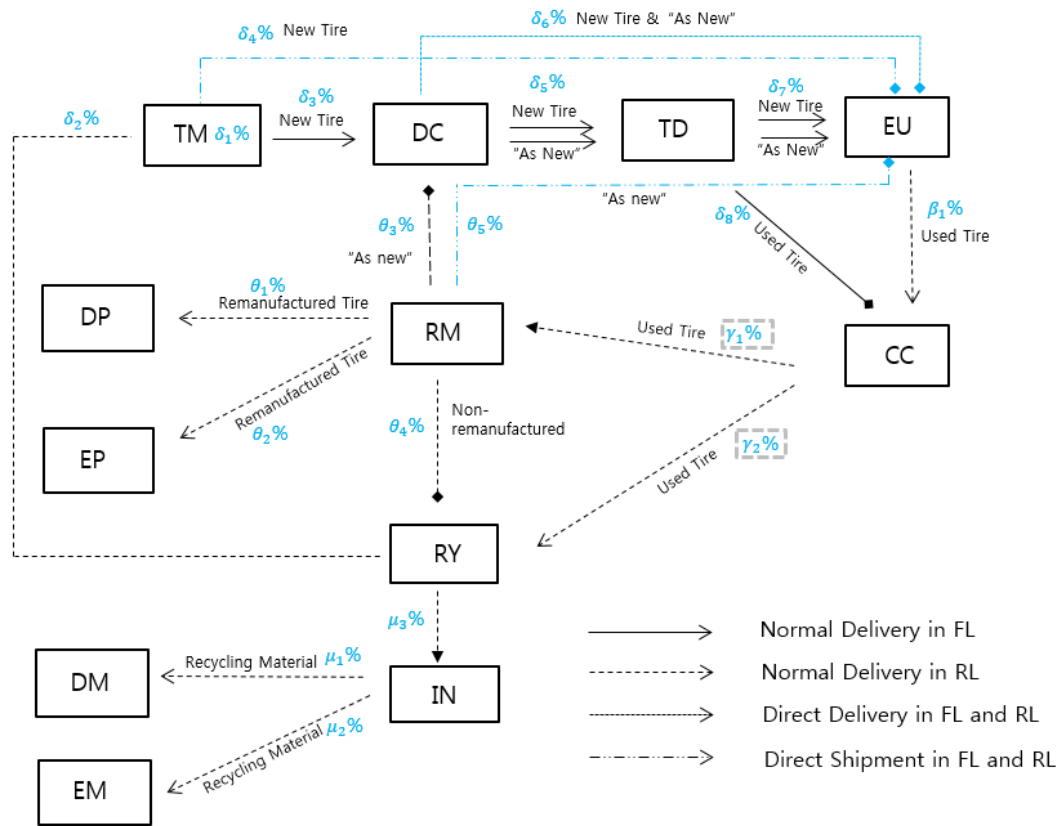 δ₆% New Tire & "As New"
δ₄% New Tire
δ₂%
δ₃%
δ₅%
δ₇%
New Tire
New Tire
New Tire
TM δ₁%
DC
TD
EU
"As New"
"As New"
"As new"
θ₃%
θ₅%
δ₈%
β₁%
Used Tire
Used Tire
"As new"
θ₁%
Remanufactured Tire
DP
RM
Used Tire γ₁%
CC
Remanufactured Tire
θ₂%
EP
θ₄%
Non-
remanufactured
Used Tire
γ₂%
RY
μ₃%
Recycling Material μ₁%
DM
IN
Recycling Material μ₂%
EM
Normal Delivery in FL
Normal Delivery in RL
Direct Delivery in FL and RL
Direct Shipment in FL and RL